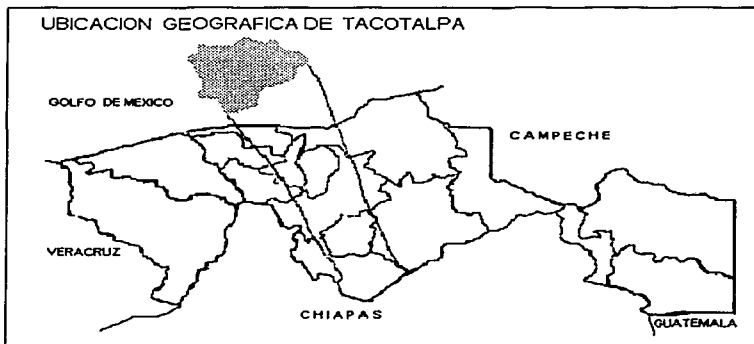 UBICACION GEOGRAFICA DE TACOTALPA
GOLFO DE MEXICO
CAMPECHE
VERACRUZ
CHIAPAS
GUATEMALA